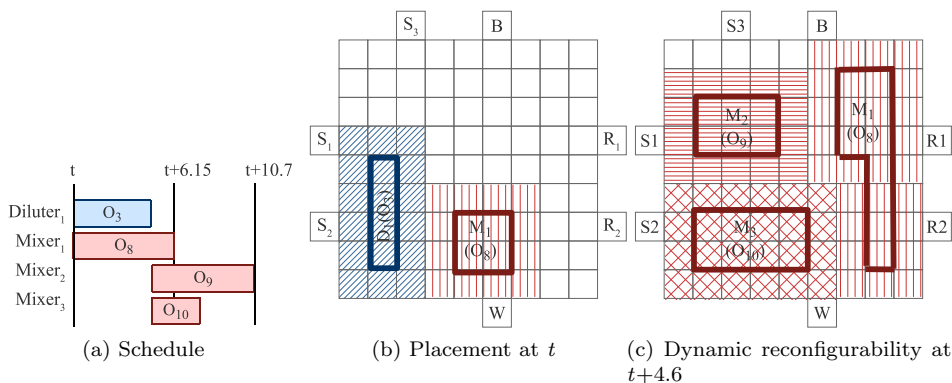 t
t+6.15
t+10.7
Diluter1
O3
Mixer1
O8
Mixer2
O9
Mixer3
O10
(a) Schedule
S3
B
S1
R1
S2
R2
D1(O3)
M1
(O8)
W
(b) Placement at t
S3
B
S1
R1
S2
R2
M2
(O9)
M1
(O8)
M3
(O10)
W
(c) Dynamic reconfigurability at
t+4.6